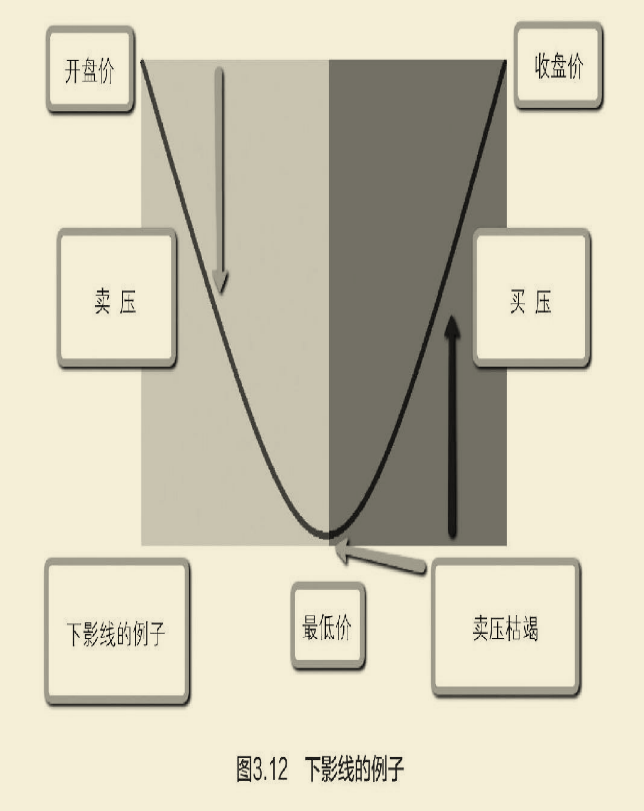 开盘价
收盘价
卖 压
买 压
下影线的例子
最低价
卖压枯竭
图3.12 下影线的例子